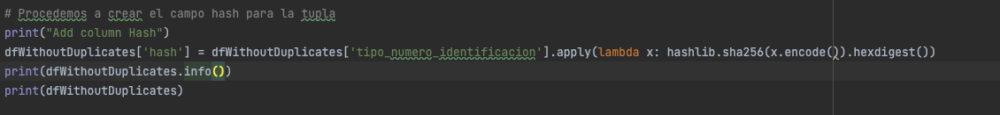 # Procedemos a crear el campo hash para la tupla
print("Add column Hash")
dfWithoutDuplicates['hash'] = dfWithoutDuplicates['tipo_numero_identificacion'].apply(lambda x: hashlib.sha256(x.encode()).hexdigest())
print(dfWithoutDuplicates.info())
print(dfWithoutDuplicates)